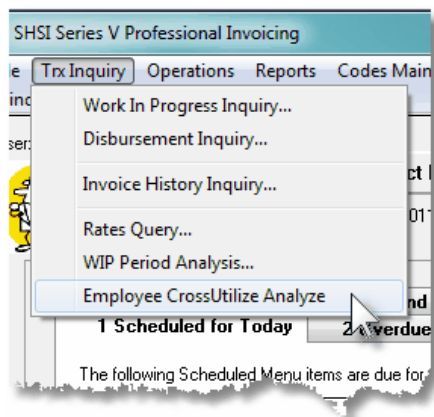 SHSI Series V Professional Invoicing
Trx Inquiry Operations Reports Codes Main
Work In Progress Inquiry...
Disbursement Inquiry...
Invoice History Inquiry...
Rates Query...
WIP Period Analysis...
Employee CrossUtilize Analyze
1 Scheduled for Today
The following Scheduled Menu items are due for